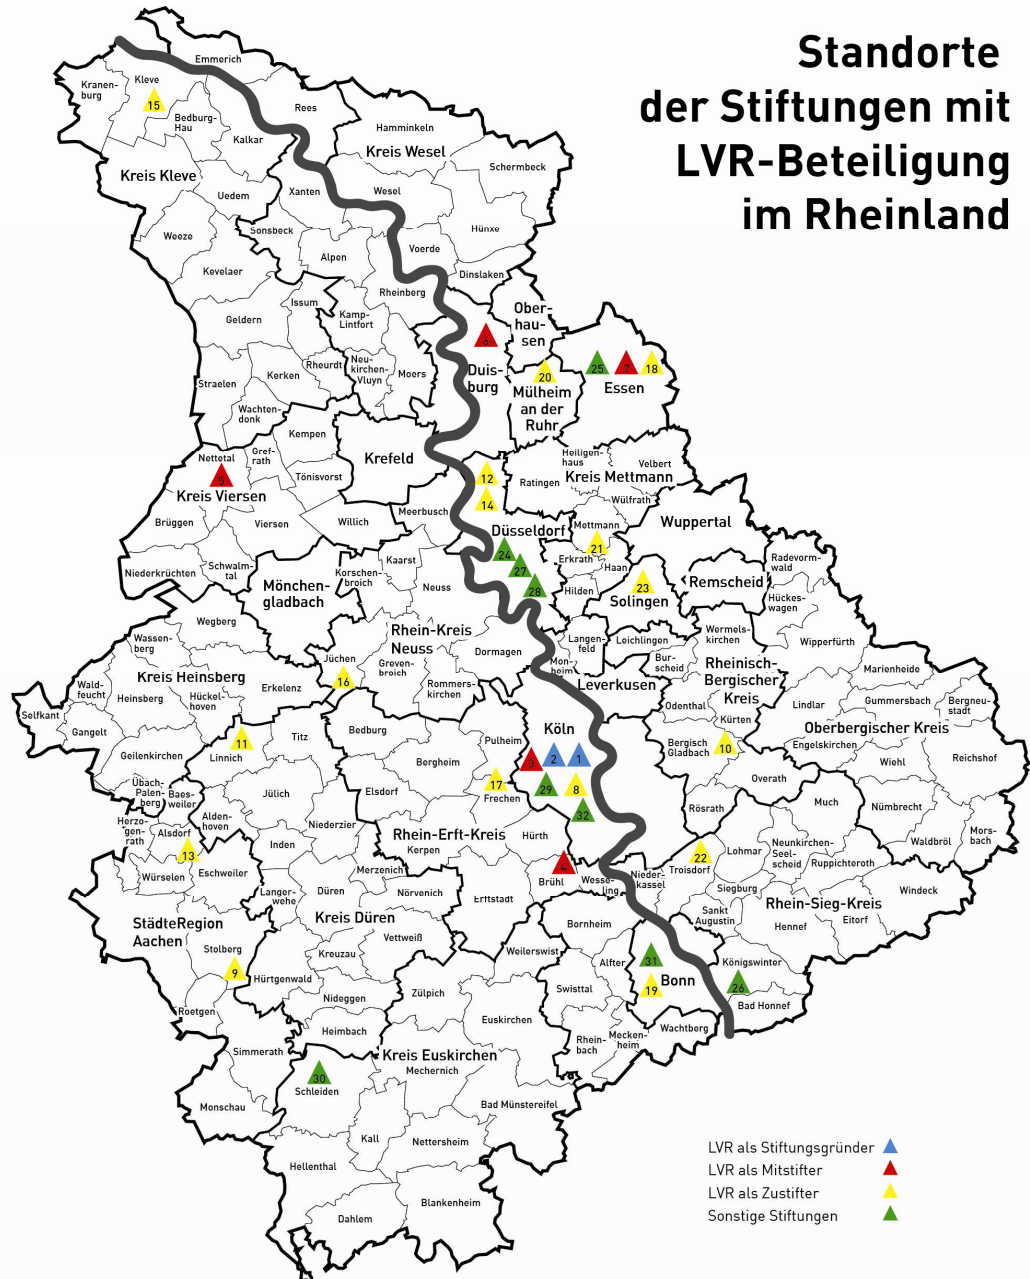 Standorte
der Stiftungen mit
LVR-Beteiligung
im Rheinland
Emmerich
Kleve
Kranen-
burg
15
Bedburg-
Hau
Rees
Kalkar
Hamminkeln
Kreis Wesel
Schermbeck
Kreis Kleve
Uedem
Xanten
Wesel
Sonsbeck
Hünxe
Weeze
Voerde
Alpen
Kevelaer
Dinslaken
Rheinberg
Issum
Ober-
hau-
sen
Kamp-
Lintfort
Geldern
6
Duis-
burg
25
7
18
Essen
Rheurdt
Neu-
kirchen-
Vluyn
Moers
Kerken
Straelen
20
Mülheim
an der
Ruhr
Wachten-
donk
Kempen
Krefeld
Nettetal
Gref-
rath
Heiligen-
haus
Velbert
5
Tönisvorst
12
Ratingen
Kreis Mettmann
Kreis Viersen
14
Wülfrath
Brüggen
Viersen
Willich
Meerbusch
Düsseldorf
Mettmann
Wuppertal
24
21
Erkrath
Haan
Radevorm-
wald
Niederkrüchten
Schwalm-
tal
Mönchen-
gladbach
Korschen-
broich
Kaarst
27
Neuss
28
Hilden
23
Solingen
Remscheid
Hückes-
wagen
Wegberg
Rhein-Kreis
Neuss
Wermels-
kirchen
Wassen-
berg
Dormagen
Langen-
feld
Leichlingen
Wipperfürth
Mon-
heim
Bur-
scheid
Rheinisch-
Bergischer
Kreis
Jüchen
Greven-
broich
Marienheide
Kreis Heinsberg
16
Rommers-
kirchen
Leverkusen
Wald-
feucht
Heinsberg
Hückel-
hoven
Erkelenz
Odenthal
Lindlar
Gummersbach
Bergneu-
stadt
Selfkant
Gangelt
Kürten
Oberbergischer Kreis
Titz
Bedburg
Köln
11
Linnich
Pulheim
Bergisch
Gladbach
10
Engelskirchen
Geilenkirchen
Bergheim
3
2
1
Wiehl
Reichshof
Übach-
Palen-
berg
Baes-
weiler
Jülich
Elsdorf
17
Frechen
29
8
Overath
Herzo-
gen-
rath
Alden-
hoven
32
Rösrath
Much
Nümbrecht
Niederzier
Alsdorf
Rhein-Erft-Kreis
Hürth
Mors-
bach
13
Inden
Kerpen
22
Troisdorf
Lohmar
Neunkirchen-
Seel-
scheid
Waldbröl
Würselen
Eschweiler
Merzenich
4
Brühl
Wesse-
ling
Nieder-
kassel
Ruppichteroth
Langer-
wehe
Düren
Nörvenich
Erftstadt
Siegburg
Windeck
Kreis Düren
Rhein-Sieg-Kreis
StädteRegion
Aachen
Bornheim
Sankt
Augustin
Hennef
Eitorf
Stolberg
Vettweiß
Kreuzau
Weilerswist
Alfter
31
Königswinter
9
Hürtgenwald
Bonn
26
Nideggen
Zülpich
Swisttal
19
Bad Honnef
Roetgen
Heimbach
Euskirchen
Wachtberg
Rhein-
bach
Mecken-
heim
Simmerath
Kreis Euskirchen
Mechernich
30
Schleiden
Monschau
Bad Münstereifel
Kall
Nettersheim
Hellenthal
Blankenheim
Dahlem
LVR als Stiftungsgründer
LVR als Mitstifter
LVR als Zustifter
Sonstige Stiftungen